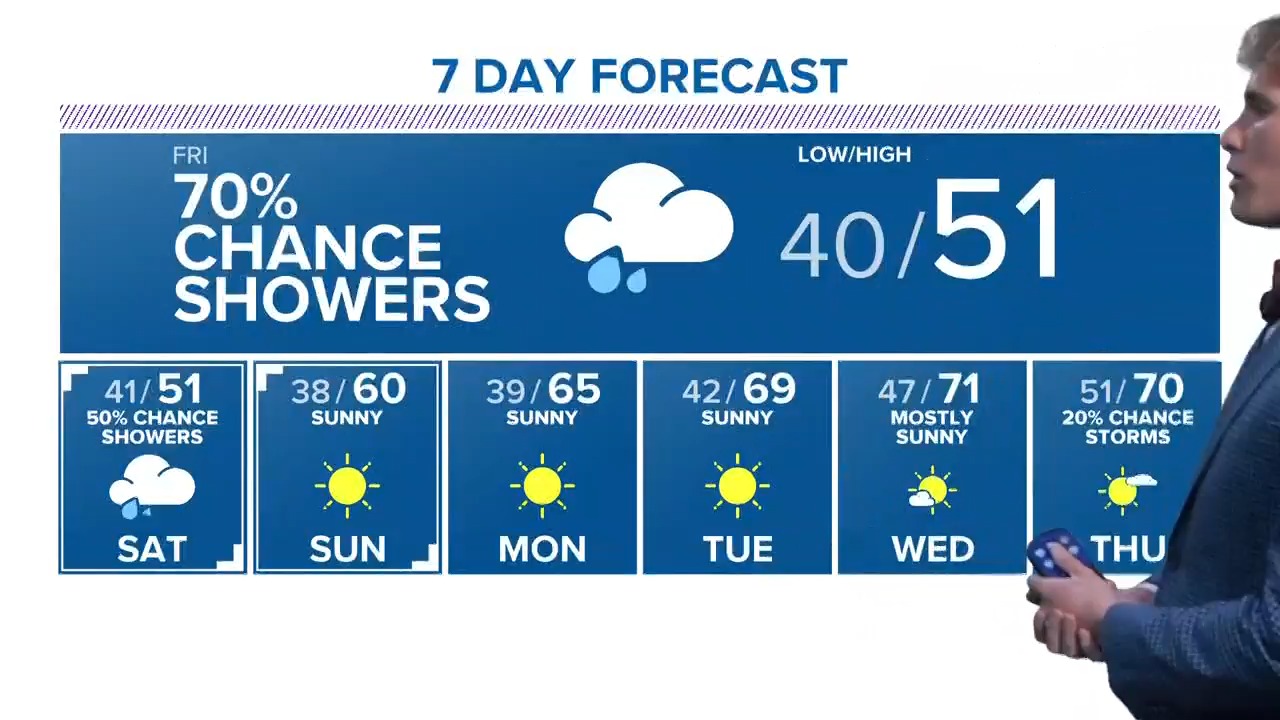 7 DAY FORECAST
FRI
70%
CHANCE
SHOWERS
LOW/HIGH
40/51
41/51
50% CHANCE
SHOWERS
SAT
38/60
SUNNY
SUN
39/65
SUNNY
MON
42/69
SUNNY
TUE
47/71
MOSTLY
SUNNY
WED
51/70
20% CHANCE
STORMS
THU